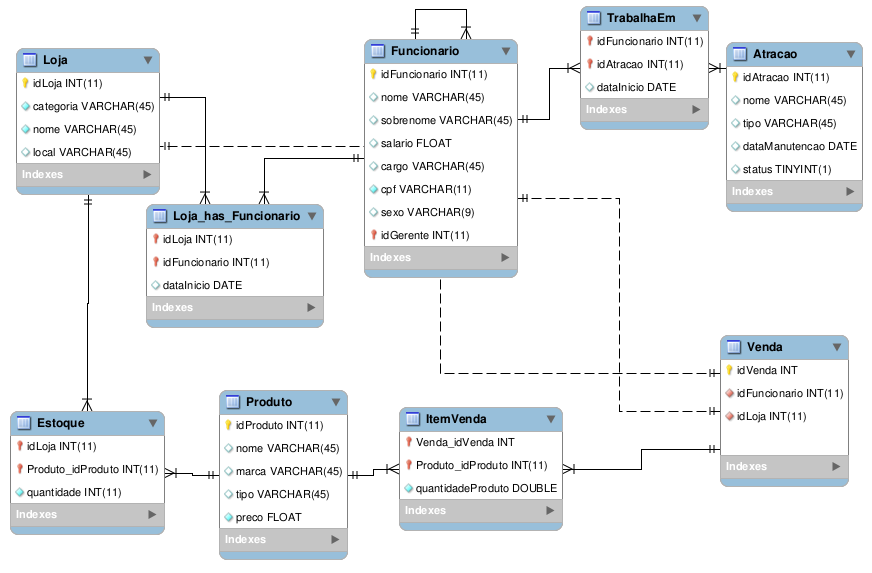 Loja
idLoja INT(11)
categoria VARCHAR(45)
nome VARCHAR(45)
local VARCHAR(45)
Indexes
Funcionario
idFuncionario INT(11)
nome VARCHAR(45)
sobrenome VARCHAR(45)
salario FLOAT
cargo VARCHAR(45)
cpf VARCHAR(11)
sexo VARCHAR(9)
idGerente INT(11)
Indexes
TrabalhaEm
idFuncionario INT(11)
idAtracao INT(11)
dataInicio DATE
Indexes
Atracao
idAtracao INT(11)
nome VARCHAR(45)
tipo VARCHAR(45)
dataManutencao DATE
status TINYINT(1)
Indexes
Loja_has_Funcionario
idLoja INT(11)
idFuncionario INT(11)
dataInicio DATE
Indexes
Venda
idVenda INT
idFuncionario INT(11)
idLoja INT(11)
Indexes
Estoque
idLoja INT(11)
Produto_idProduto INT(11)
quantidade INT(11)
Indexes
Produto
idProduto INT(11)
nome VARCHAR(45)
marca VARCHAR(45)
tipo VARCHAR(45)
preco FLOAT
Indexes
ItemVenda
Venda_idVenda INT
Produto_idProduto INT(11)
quantidadeProduto DOUBLE
Indexes